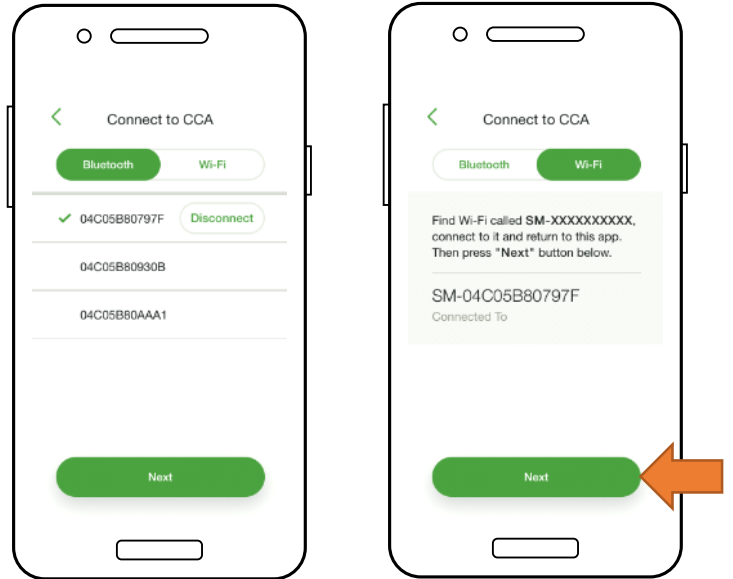 Connect to CCA
Bluetooth Wi-Fi
04C05B80797F Disconnect
04C05B80930B
04C05B80AAA1
Next
Connect to CCA
Bluetooth Wi-Fi
Find Wi-Fi called SM-XXXXXXXXXX,
connect to it and return to this app.
Then press "Next" button below.
SM-04C05B80797F
Connected To
Next